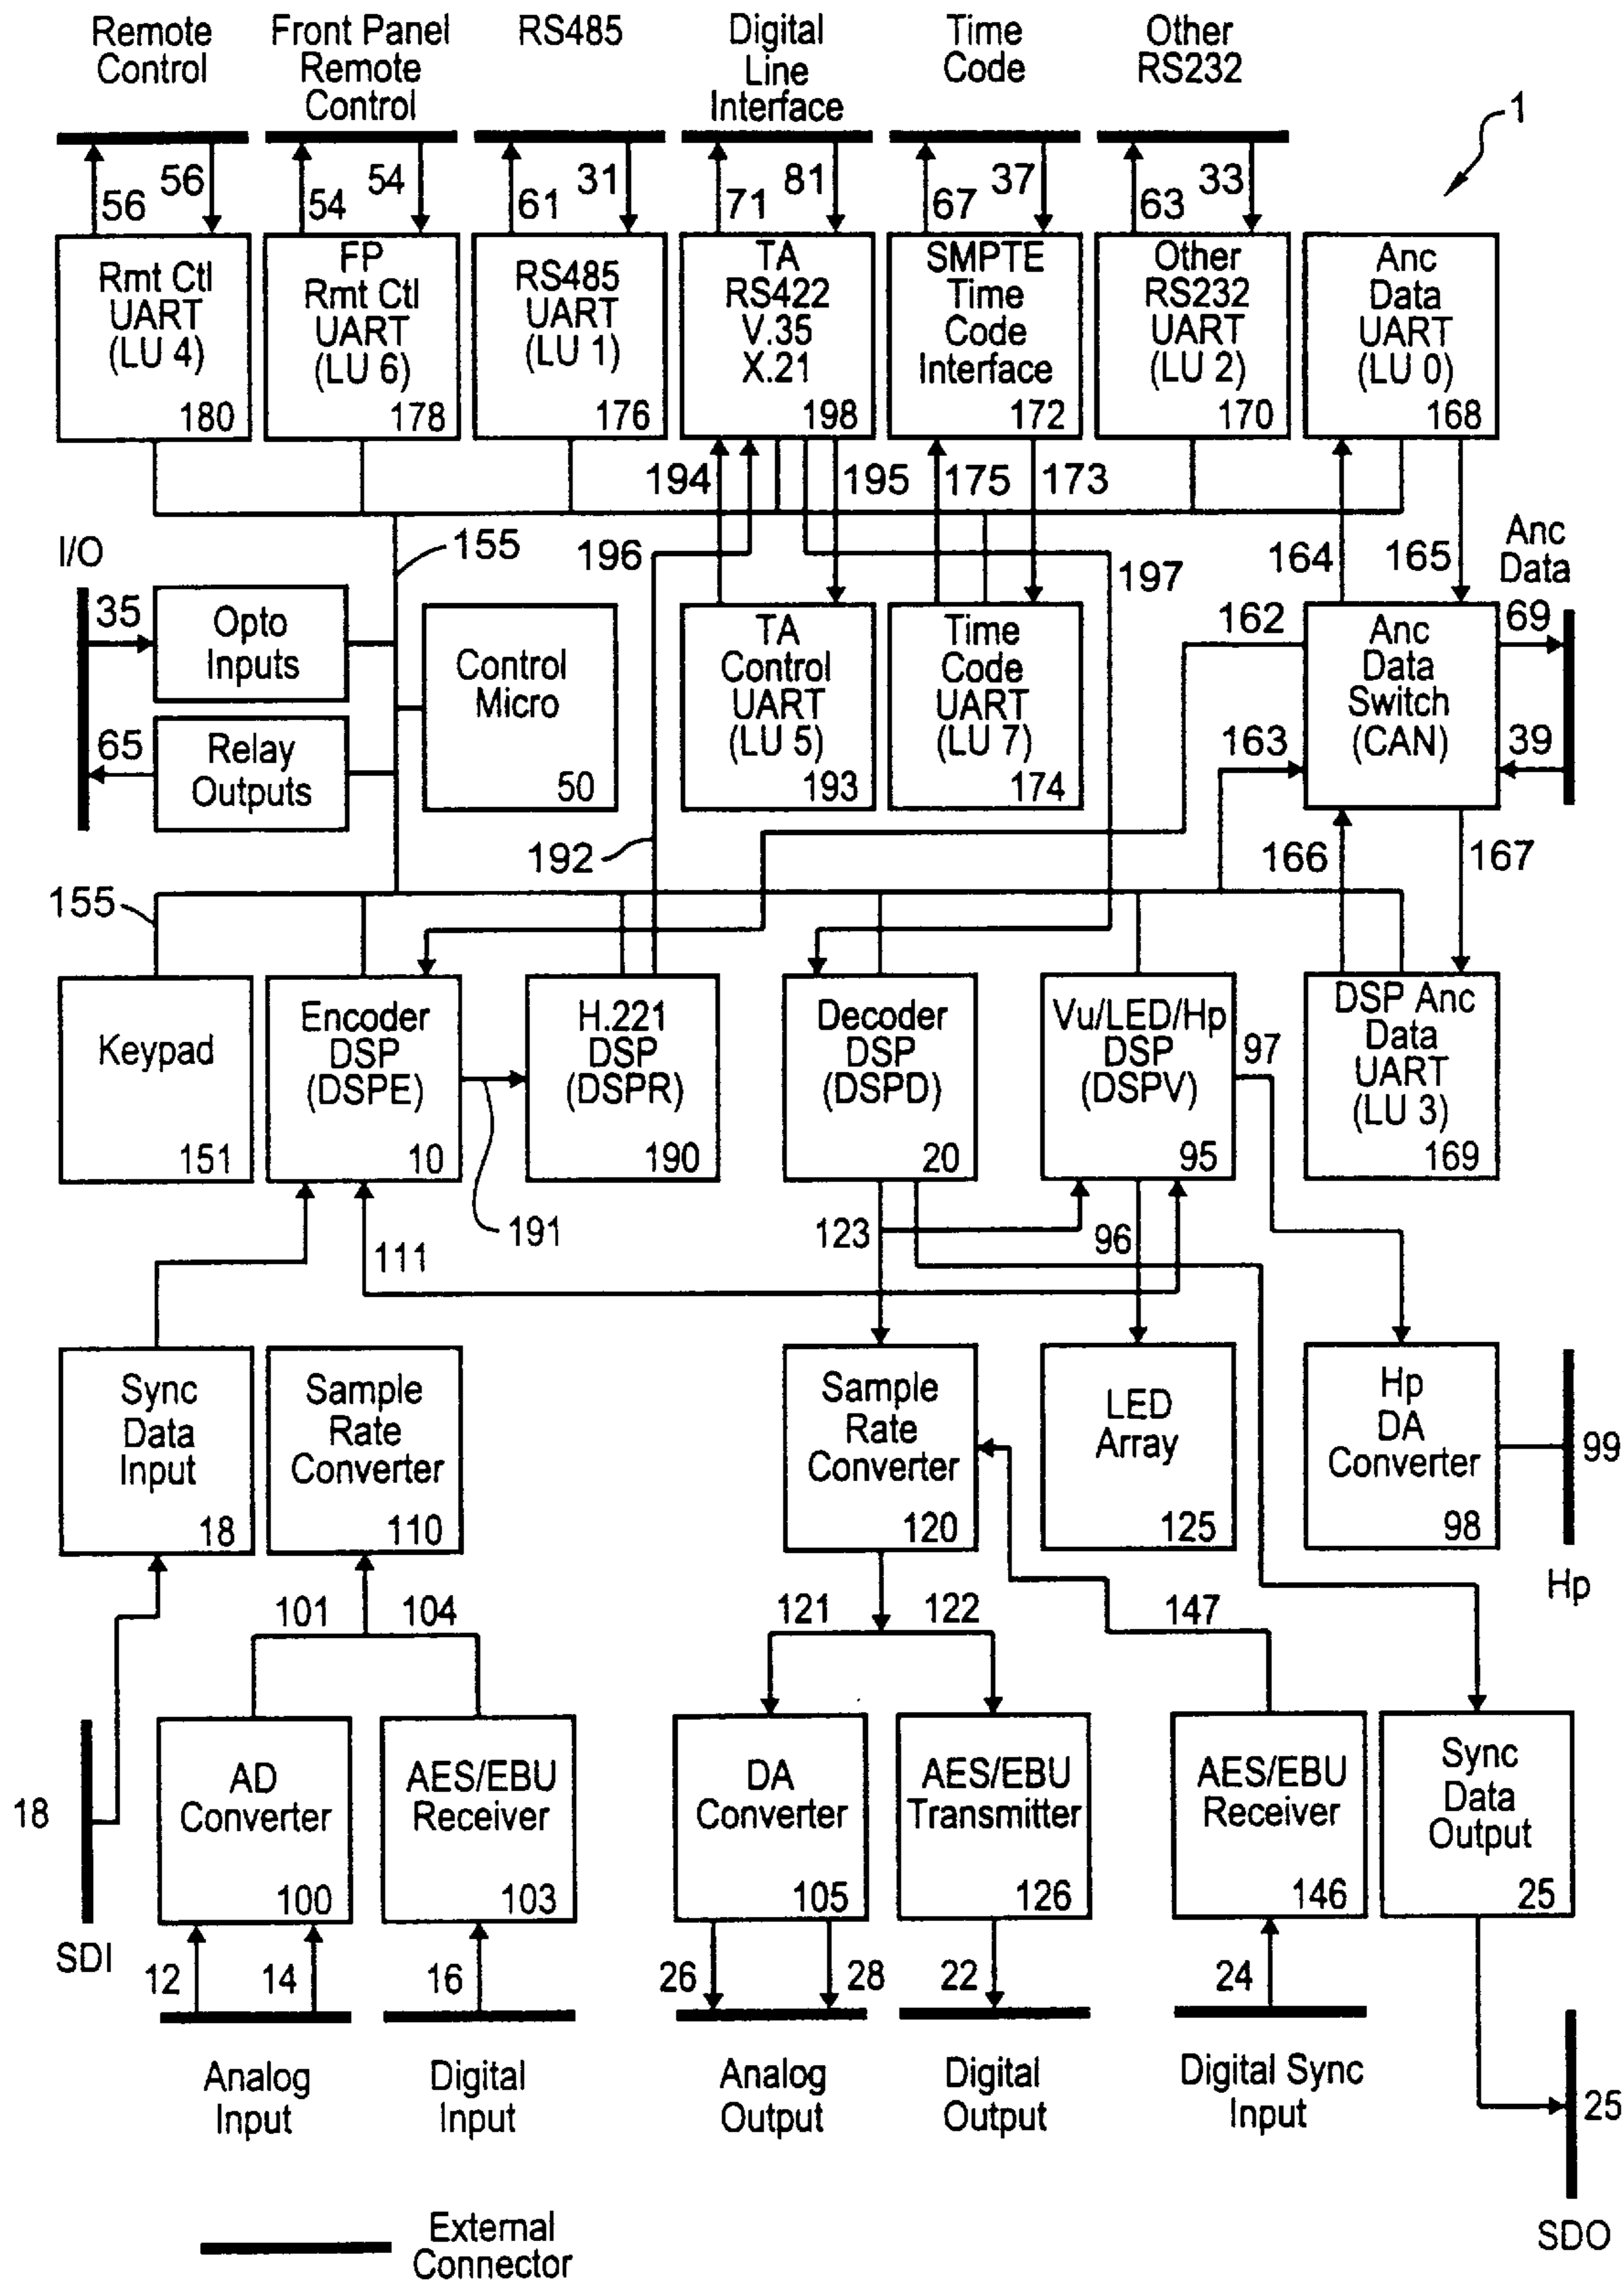 Remote
Control
Front Panel
Remote
Control
RS485
Digital
Line
Interface
Time
Code
Other
RS232
1
56
56
54
54
61
31
71
81
67
37
63
33
Rmt Ctl
UART
(LU 4)
180
FP
Rmt Ctl
UART
(LU 6)
178
RS485
UART
(LU 1)
176
TA
RS422
V.35
X.21
198
SMPTE
Time
Code
Interface
172
Other
RS232
UART
(LU 2)
170
Anc
Data
UART
(LU 0)
168
194
195
175
173
155
196
197
164
165
I/O
35
Opto
Inputs
65
Relay
Outputs
Control
Micro
50
TA
Control
UART
(LU 5)
193
Time
Code
UART
(LU 7)
174
162
163
Anc
Data
Switch
(CAN)
Anc
Data
69
39
192
166
167
155
Keypad
151
Encoder
DSP
(DSPE)
10
H.221
DSP
(DSPR)
190
Decoder
DSP
(DSPD)
20
Vu/LED/Hp
DSP
(DSPV)
95
97
DSP Anc
Data
UART
(LU 3)
169
191
111
123
96
Sync
Data
Input
18
Sample
Rate
Converter
110
Sample
Rate
Converter
120
LED
Array
125
Hp
DA
Converter
98
99
Hp
101
104
121
122
147
18
SDI
AD
Converter
100
AES/EBU
Receiver
103
DA
Converter
105
AES/EBU
Transmitter
126
AES/EBU
Receiver
146
Sync
Data
Output
25
12
14
16
26
28
22
24
Analog
Input
Digital
Input
Analog
Output
Digital
Output
Digital Sync
Input
25
SDO
External
Connector